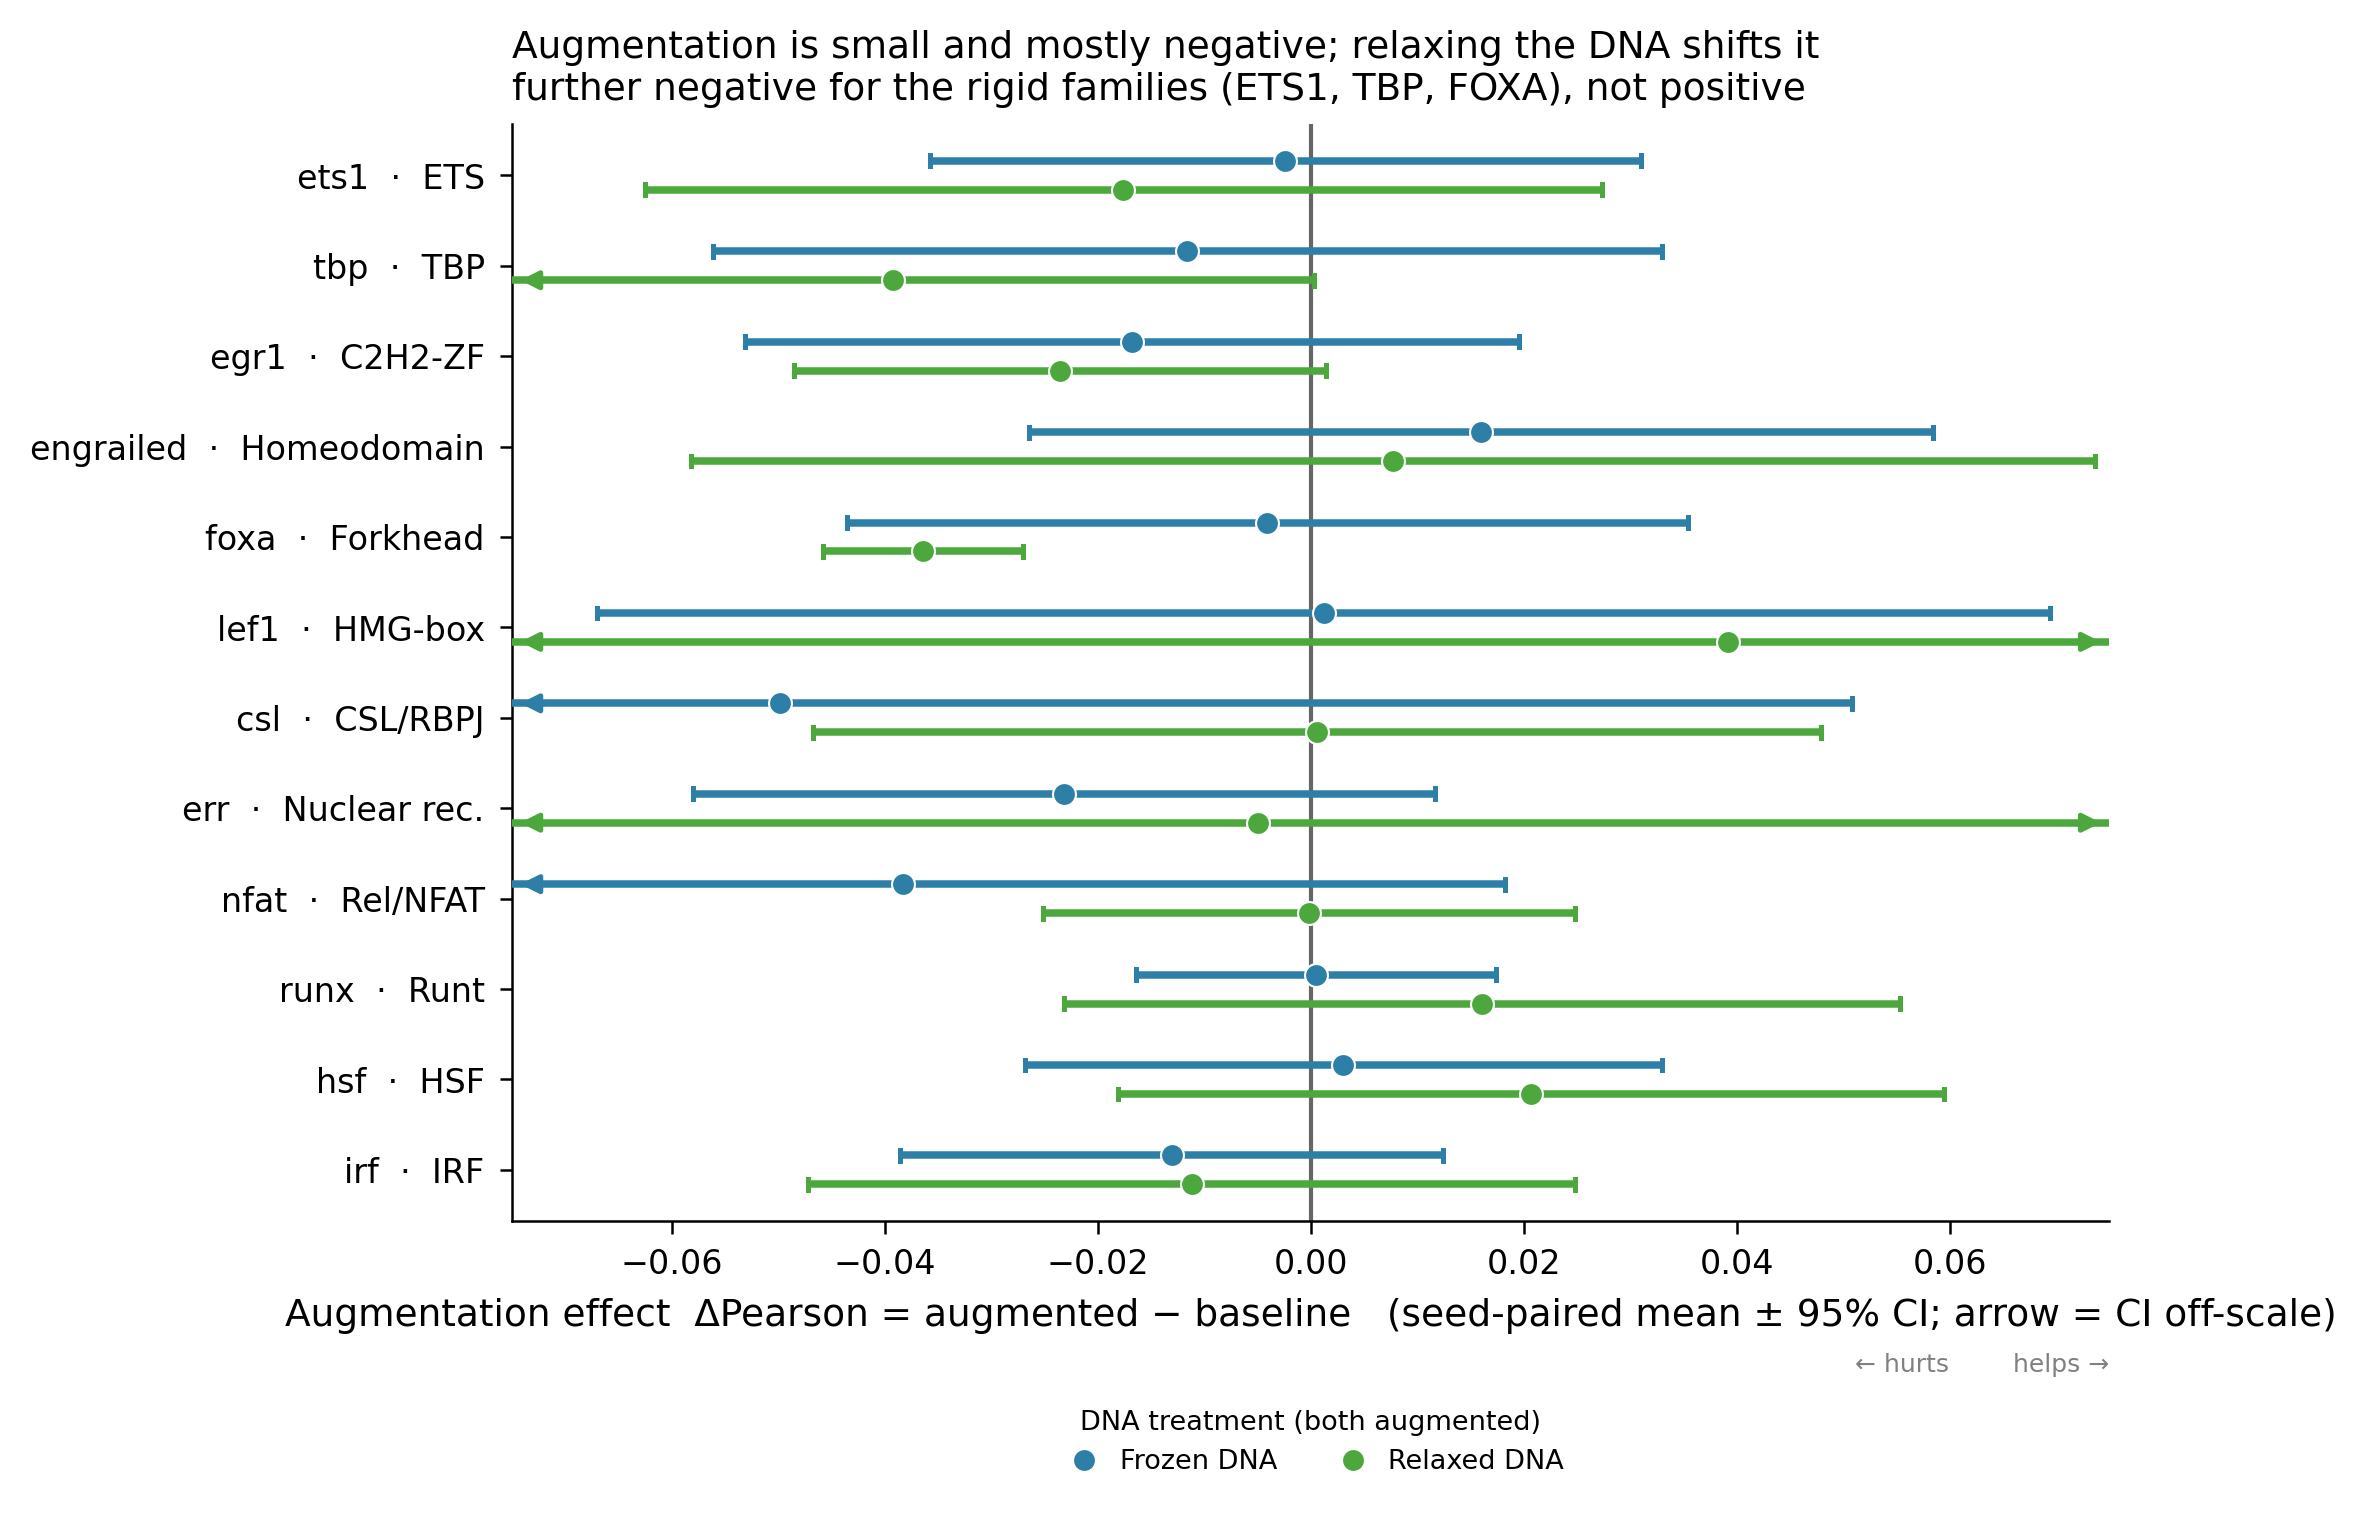 Augmentation is small and mostly negative; relaxing the DNA shifts it
further negative for the rigid families (ETS1, TBP, FOXA), not positive
ets1 · ETS
tbp · TBP
egr1 · C2H2-ZF
engrailed · Homeodomain
foxa · Forkhead
lef1 · HMG-box
csl · CSL/RBPJ
err · Nuclear rec.
nfat · Rel/NFAT
runx · Runt
hsf · HSF
irf · IRF
−0.06 −0.04 −0.02 0.00 0.02 0.04 0.06
Augmentation effect ΔPearson = augmented − baseline (seed-paired mean ± 95% CI; arrow = CI off-scale)
← hurts helps →
DNA treatment (both augmented)
Frozen DNA Relaxed DNA